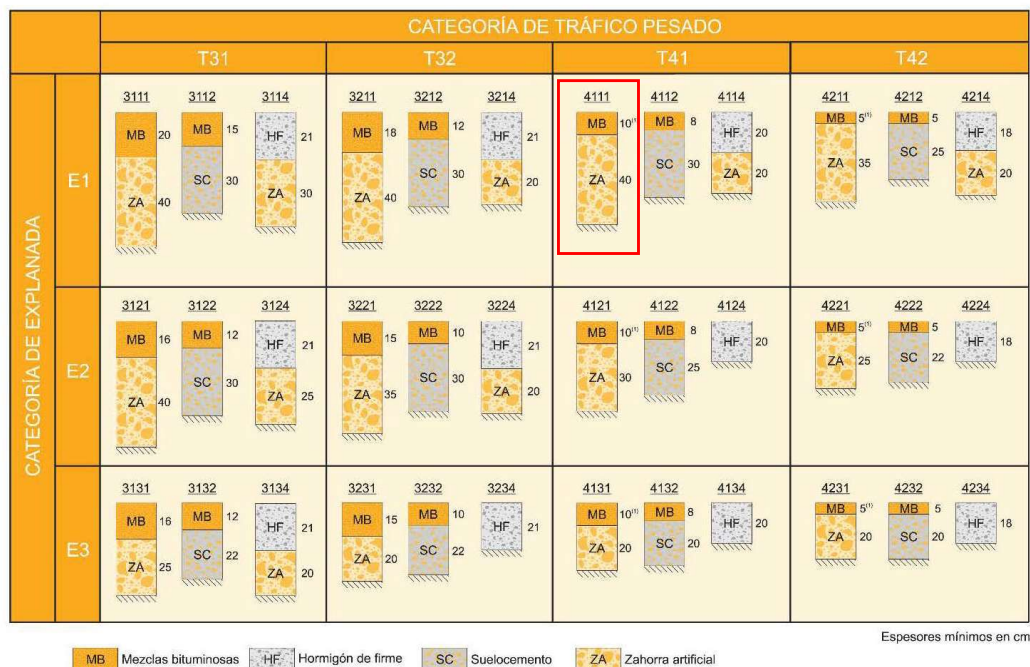 CATEGORÍA DE TRÁFICO PESADO
T31 T32 T41 T42
CATEGORÍA DE EXPLANADA
E1
3111 3112 3114 3211 3212 3214 4111 4112 4114 4211 4212 4214
MB 20 MB 15 HF 21 MB 18 MB 12 HF 21 MB 10⁽¹ MB 8 HF 20 MB 5⁽¹⁾ MB 5 HF 18
ZA 40 SC 30 ZA 30 ZA 40 SC 30 ZA 20 ZA 40 SC 30 ZA 20 ZA 35 SC 25 ZA 20
E2
3121 3122 3124 3221 3222 3224 4121 4122 4124 4221 4222 4224
MB 16 MB 12 HF 21 MB 15 MB 10 HF 21 MB 10⁽¹⁾ MB 8 HF 20 MB 5⁽¹⁾ MB 5 HF 18
ZA 40 SC 30 ZA 25 ZA 35 SC 30 ZA 20 ZA 30 SC 25 ZA 25 SC 22
E3
3131 3132 3134 3231 3232 3234 4131 4132 4134 4231 4232 4234
MB 16 MB 12 HF 21 MB 15 MB 10 HF 21 MB 10⁽¹⁾ MB 8 HF 20 MB 5⁽¹⁾ MB 5 HF 18
ZA 25 SC 22 ZA 20 ZA 20 SC 22 ZA 20 SC 20 ZA 20 SC 20
Espesores mínimos en cm
MB Mezclas bituminosas HF Hormigón de firme SC Suelocemento ZA Zahorra artificial